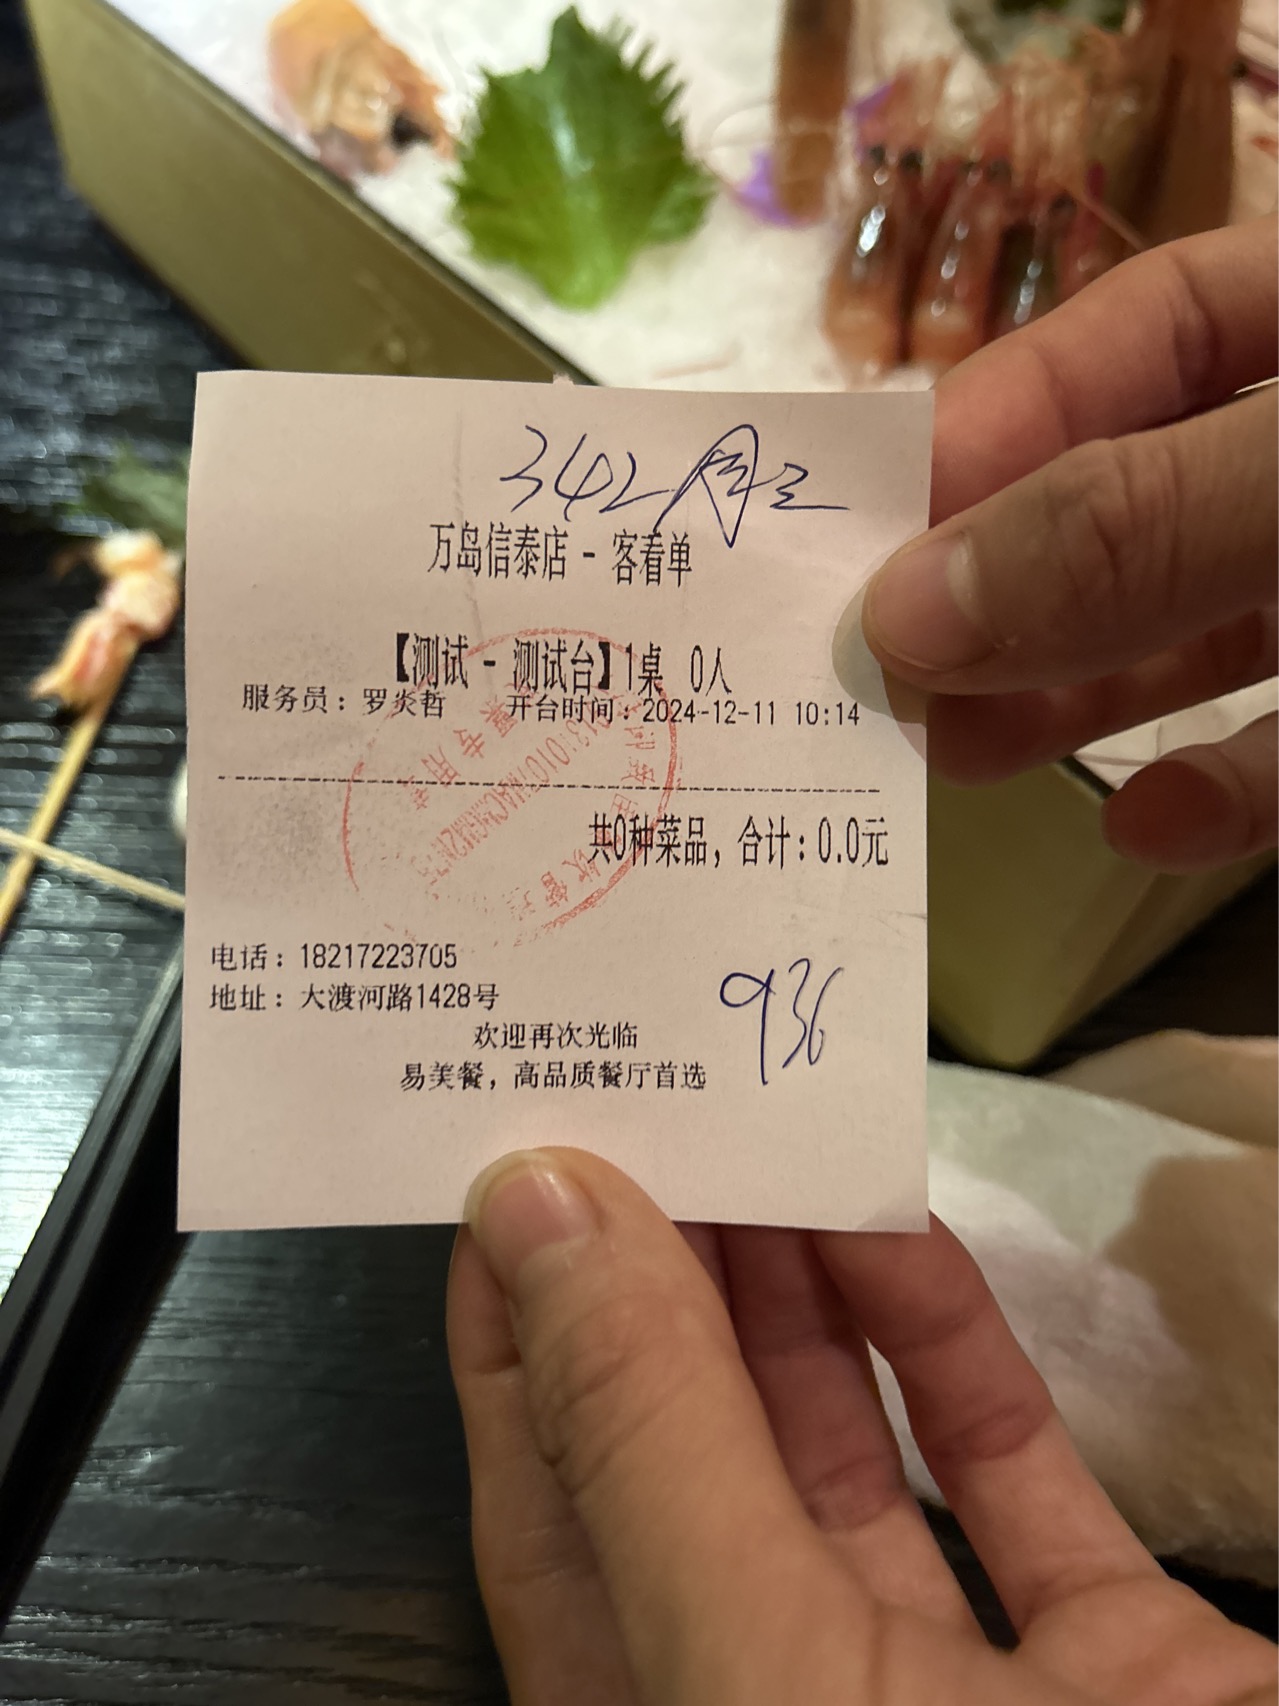 342 周三
万岛信泰店 - 客看单
【测试 - 测试台】1桌 0人
服务员：罗炎哲 开台时间：2024-12-11 10:14
共0种菜品，合计：0.0元
电话：18217223705
地址：大渡河路1428号
936
欢迎再次光临
易美餐，高品质餐厅首选